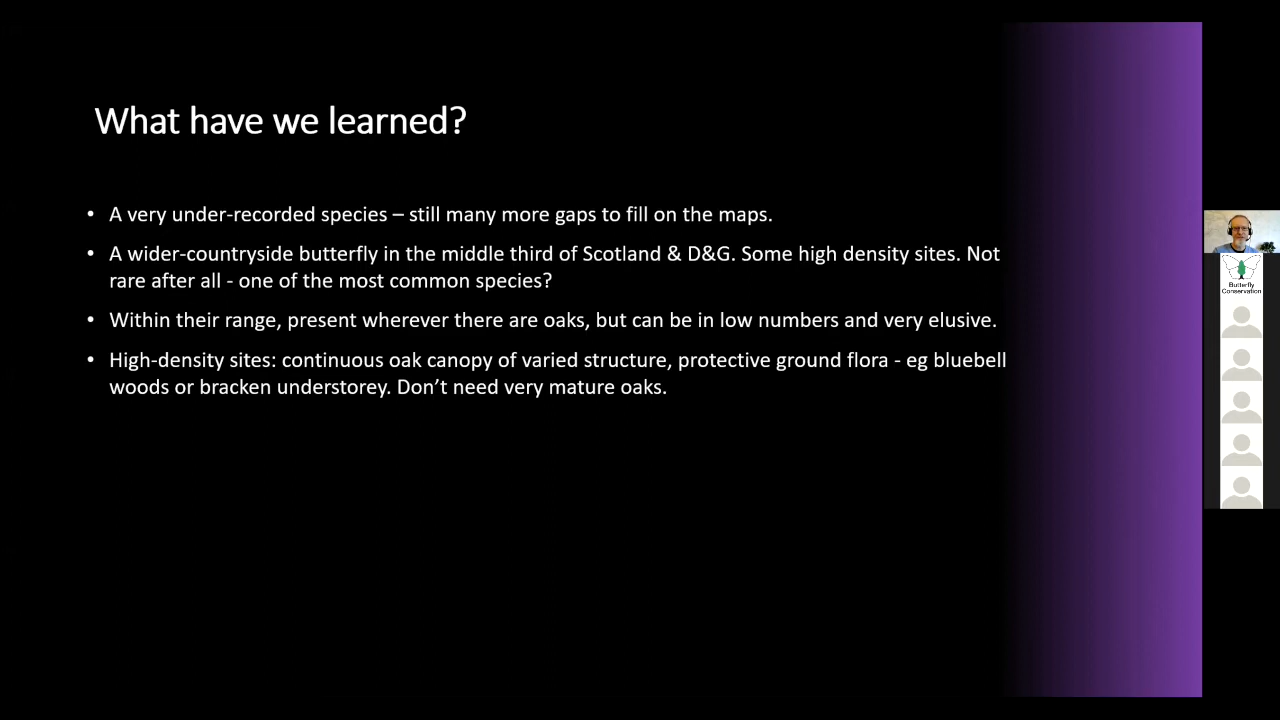 What have we learned?
• A very under-recorded species – still many more gaps to fill on the maps.
• A wider-countryside butterfly in the middle third of Scotland & D&G. Some high density sites. Not
rare after all - one of the most common species?
• Within their range, present wherever there are oaks, but can be in low numbers and very elusive.
• High-density sites: continuous oak canopy of varied structure, protective ground flora - eg bluebell
woods or bracken understorey. Don’t need very mature oaks.
Butterfly
Conservation